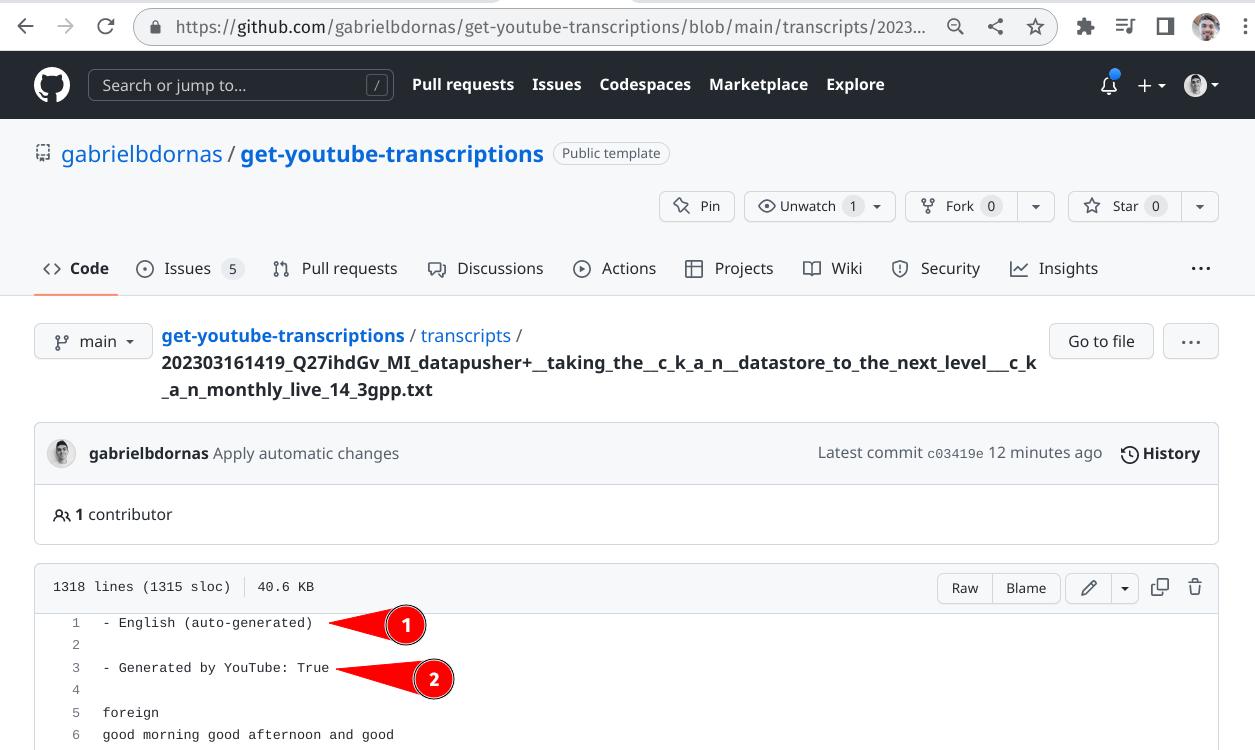 https://github.com/gabrielbdornas/get-youtube-transcriptions/blob/main/transcripts/2023...
Search or jump to...
/
Pull requests
Issues
Codespaces
Marketplace
Explore
gabrielbdornas / get-youtube-transcriptions
Public template
Pin
Unwatch 1
Fork 0
Star 0
Code
Issues 5
Pull requests
Discussions
Actions
Projects
Wiki
Security
Insights
main
get-youtube-transcriptions / transcripts /
202303161419_Q27ihdGv_MI_datapusher+__taking_the__c_k_a_n__datastore_to_the_next_level___c_k
_a_n_monthly_live_14_3gpp.txt
Go to file
gabrielbdornas Apply automatic changes
Latest commit c03419e 12 minutes ago
History
1 contributor
1318 lines (1315 sloc)
40.6 KB
Raw
Blame
1 - English (auto-generated)
1
2
3 - Generated by YouTube: True
2
4
5 foreign
6 good morning good afternoon and good